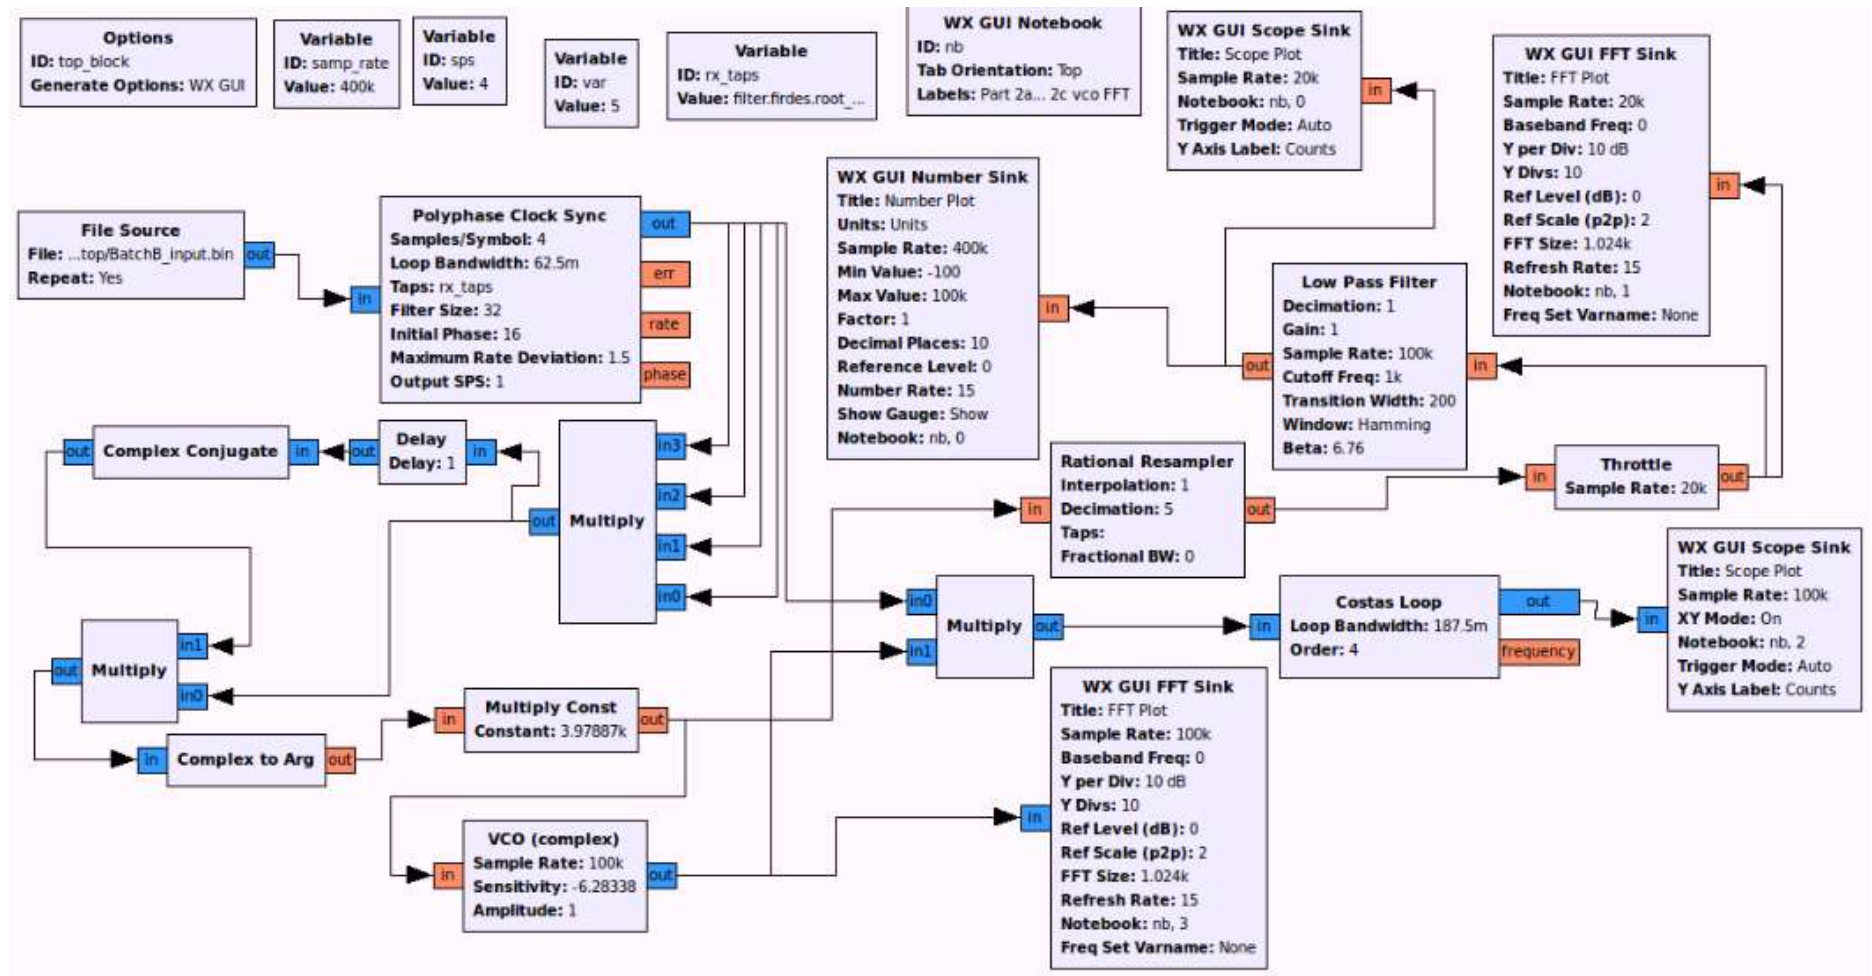 Options
ID: top_block
Generate Options: WX GUI
Variable
ID: samp_rate
Value: 400k
Variable
ID: sps
Value: 4
Variable
ID: var
Value: 5
Variable
ID: rx_taps
Value: filter.firdes.root_...
WX GUI Notebook
ID: nb
Tab Orientation: Top
Labels: Part 2a... 2c vco FFT
WX GUI Scope Sink
Title: Scope Plot
Sample Rate: 20k
Notebook: nb, 0
Trigger Mode: Auto
Y Axis Label: Counts
in
WX GUI FFT Sink
Title: FFT Plot
Sample Rate: 20k
Baseband Freq: 0
Y per Div: 10 dB
Y Divs: 10
Ref Level (dB): 0
Ref Scale (p2p): 2
FFT Size: 1.024k
Refresh Rate: 15
Notebook: nb, 1
Freq Set Varname: None
in
File Source
File: ...top/BatchB_input.bin
Repeat: Yes
out
in
Polyphase Clock Sync
Samples/Symbol: 4
Loop Bandwidth: 62.5m
Taps: rx_taps
Filter Size: 32
Initial Phase: 16
Maximum Rate Deviation: 1.5
Output SPS: 1
out
err
rate
phase
WX GUI Number Sink
Title: Number Plot
Units: Units
Sample Rate: 400k
Min Value: -100
Max Value: 100k
Factor: 1
Decimal Places: 10
Reference Level: 0
Number Rate: 15
Show Gauge: Show
Notebook: nb, 0
in
out
Low Pass Filter
Decimation: 1
Gain: 1
Sample Rate: 100k
Cutoff Freq: 1k
Transition Width: 200
Window: Hamming
Beta: 6.76
in
out
Complex Conjugate
in
out
Delay
Delay: 1
in
out
Multiply
in3
in2
in1
in0
in
Rational Resampler
Interpolation: 1
Decimation: 5
Taps:
Fractional BW: 0
out
in
Throttle
Sample Rate: 20k
out
out
Multiply
in1
in0
in0
in1
Multiply
out
in
Costas Loop
Loop Bandwidth: 187.5m
Order: 4
out
frequency
in
WX GUI Scope Sink
Title: Scope Plot
Sample Rate: 100k
XY Mode: On
Notebook: nb, 2
Trigger Mode: Auto
Y Axis Label: Counts
in
Complex to Arg
out
in
Multiply Const
Constant: 3.97887k
out
in
VCO (complex)
Sample Rate: 100k
Sensitivity: -6.28338
Amplitude: 1
out
in
WX GUI FFT Sink
Title: FFT Plot
Sample Rate: 100k
Baseband Freq: 0
Y per Div: 10 dB
Y Divs: 10
Ref Level (dB): 0
Ref Scale (p2p): 2
FFT Size: 1.024k
Refresh Rate: 15
Notebook: nb, 3
Freq Set Varname: None